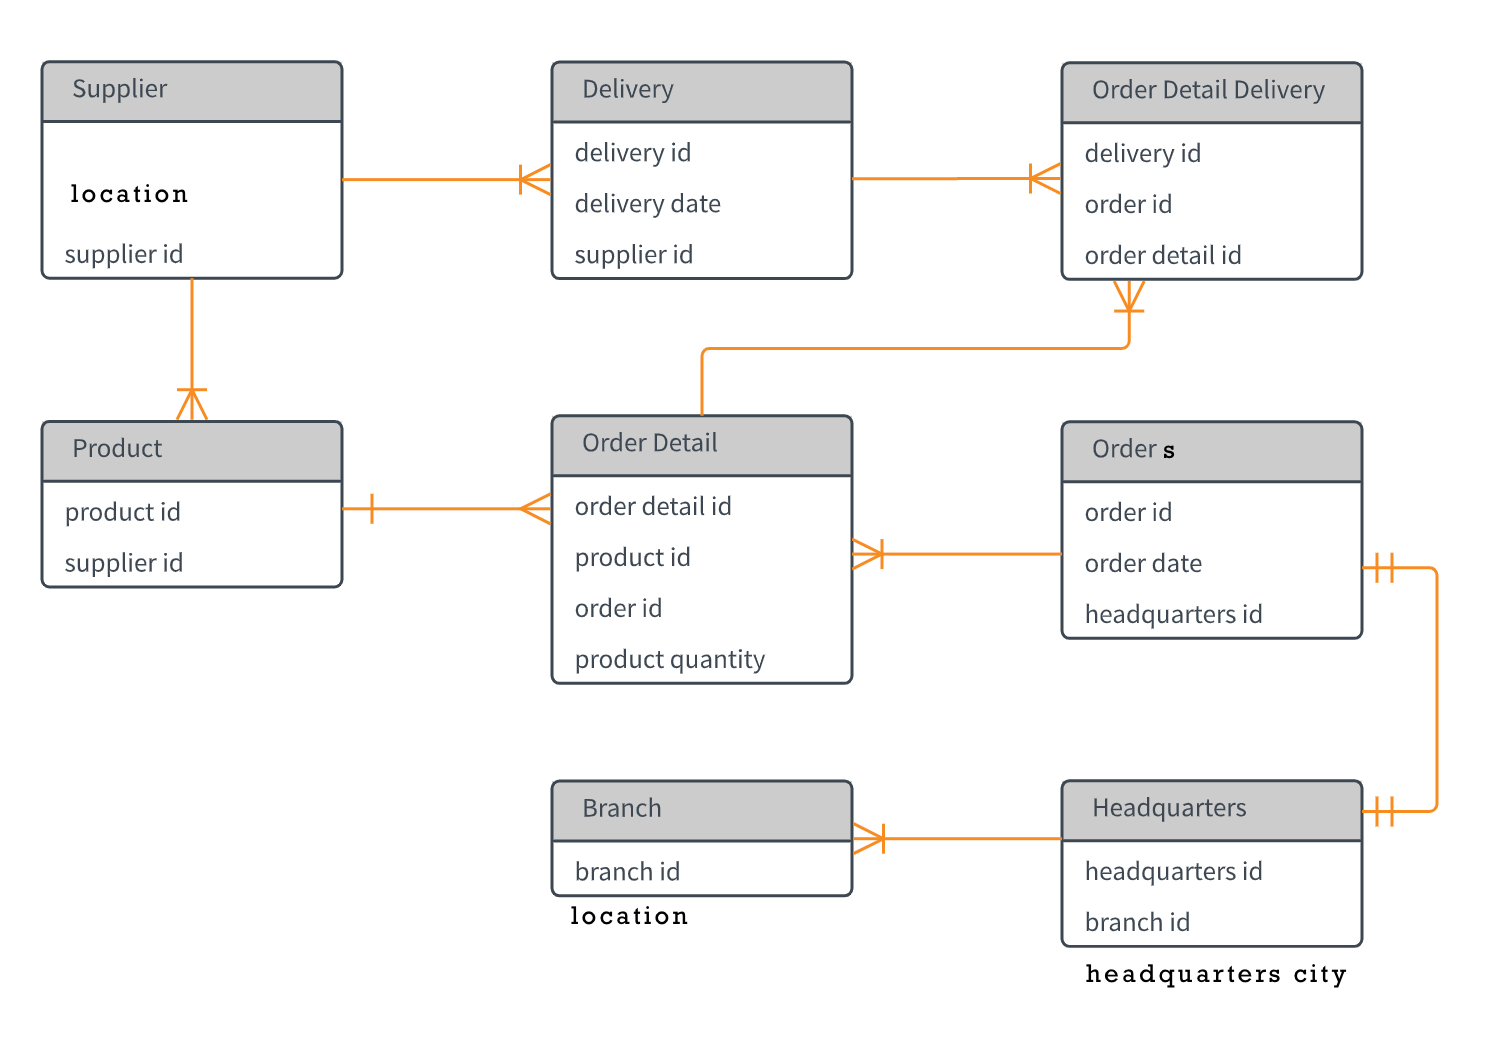 Supplier
location
supplier id
Delivery
delivery id
delivery date
supplier id
Order Detail Delivery
delivery id
order id
order detail id
Product
product id
supplier id
Order Detail
order detail id
product id
order id
product quantity
Order s
order id
order date
headquarters id
Branch
branch id
location
Headquarters
headquarters id
branch id
headquarters city